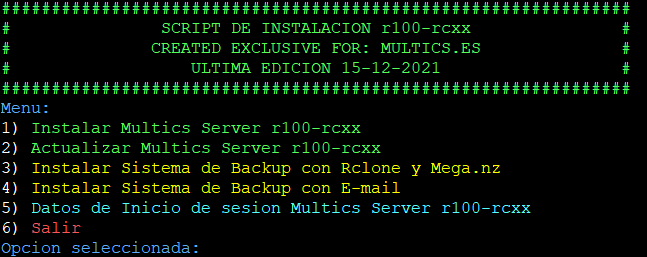 ###############################################################
# SCRIPT DE INSTALACION r100-rcxx #
# CREATED EXCLUSIVE FOR: MULTICS.ES #
# ULTIMA EDICION 15-12-2021 #
###############################################################
Menu:
1) Instalar Multics Server r100-rcxx
2) Actualizar Multics Server r100-rcxx
3) Instalar Sistema de Backup con Rclone y Mega.nz
4) Instalar Sistema de Backup con E-mail
5) Datos de Inicio de sesion Multics Server r100-rcxx
6) Salir
Opcion seleccionada: